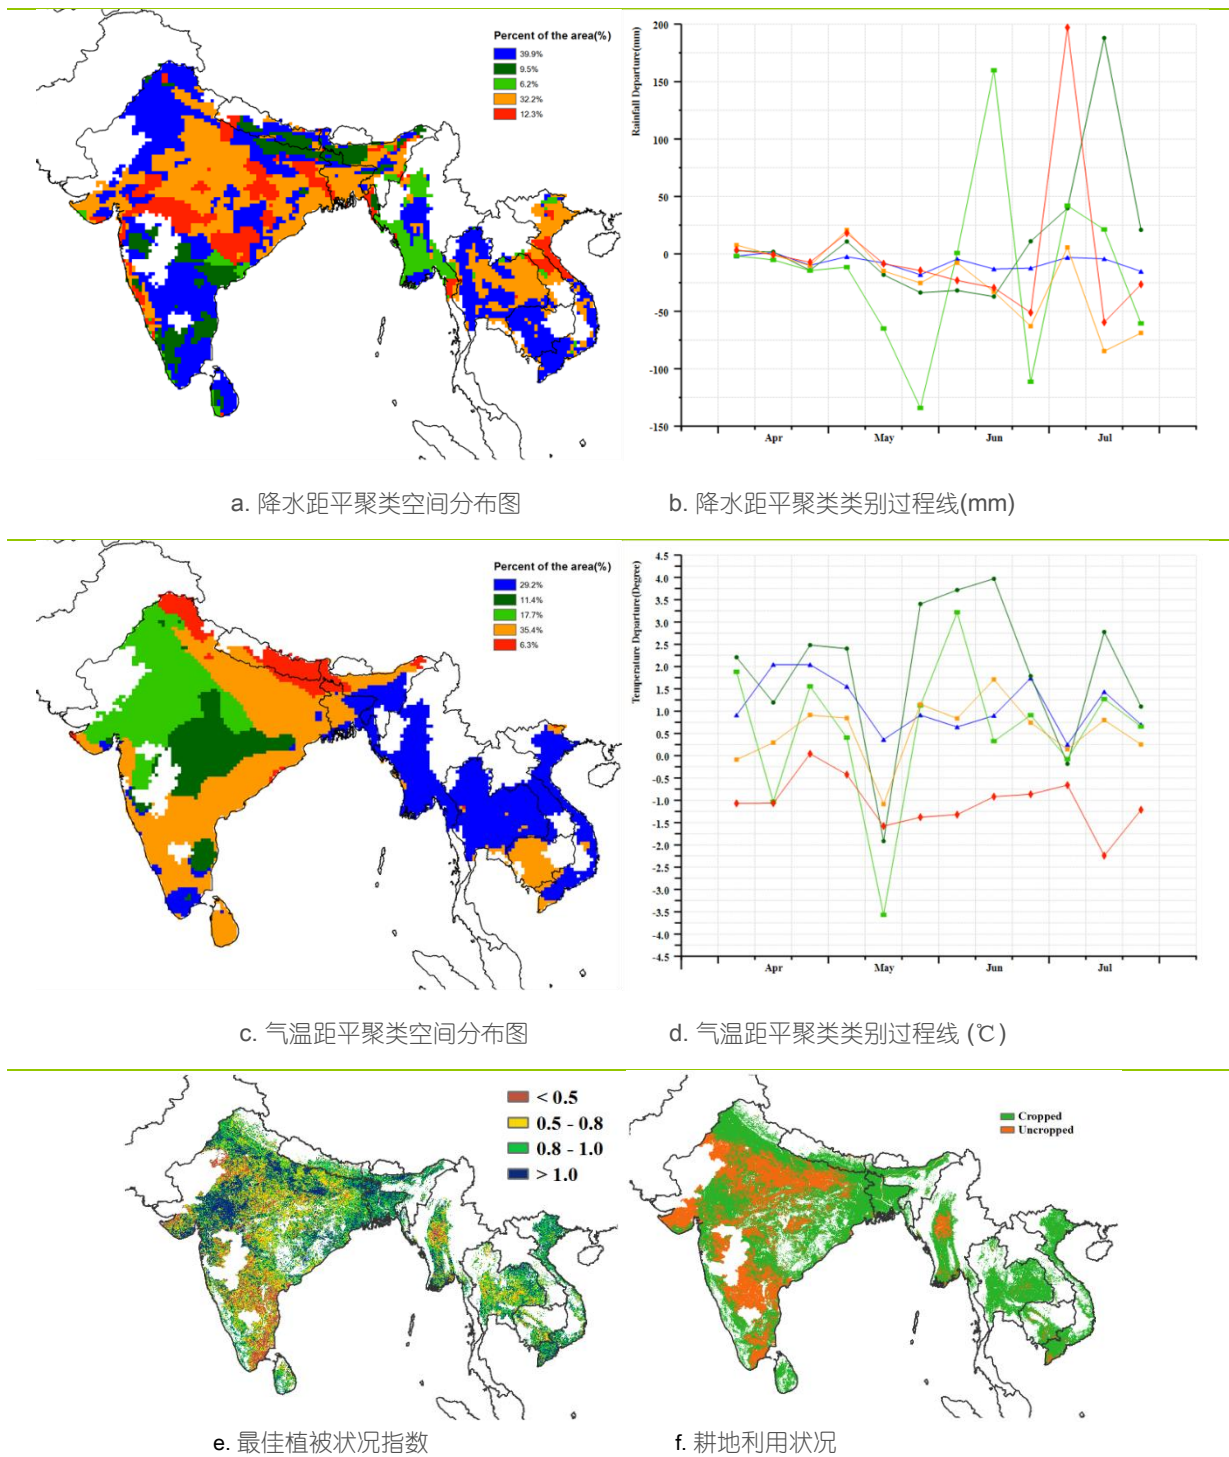 Percent of the area(%)
39.9%
9.5%
6.2%
32.2%
12.3%
Rainfall Departure(mm)
200
150
100
50
0
-50
-100
-150
Apr May Jun Jul
a. 降水距平聚类空间分布图
b. 降水距平聚类类别过程线(mm)
Percent of the area(%)
29.2%
11.4%
17.7%
35.4%
6.3%
Temperature Departure(Degree)
4.5
4.0
3.5
3.0
2.5
2.0
1.5
1.0
0.5
0.0
-0.5
-1.0
-1.5
-2.0
-2.5
-3.0
-3.5
-4.0
-4.5
Apr May Jun Jul
c. 气温距平聚类空间分布图
d. 气温距平聚类类别过程线 (℃)
< 0.5
0.5 - 0.8
0.8 - 1.0
> 1.0
Cropped
Uncropped
e. 最佳植被状况指数
f. 耕地利用状况